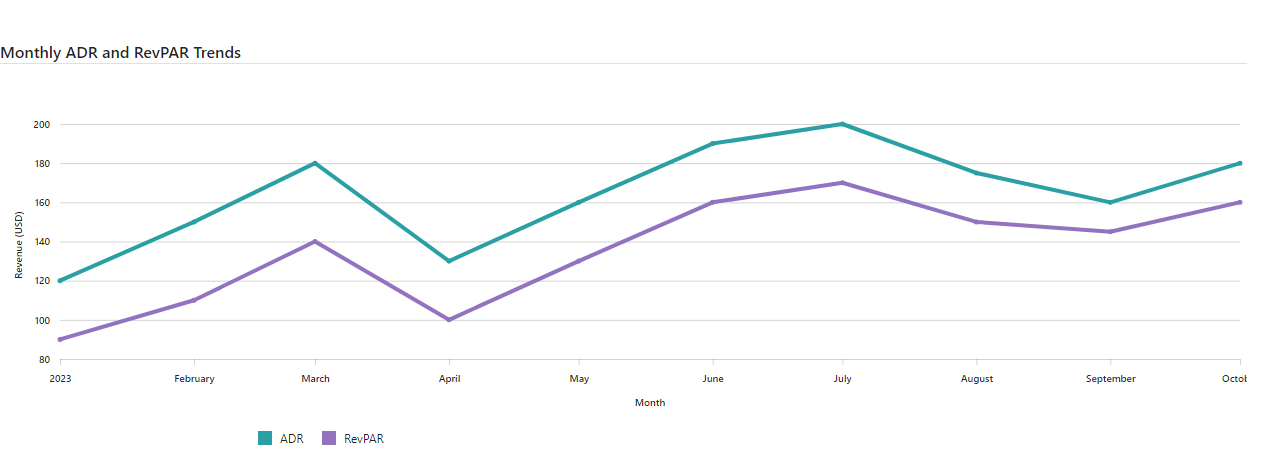 Monthly ADR and RevPAR Trends
200
180
160
140
120
100
80
Revenue (USD)
2023 February March April May June July August September Octob
Month
ADR RevPAR